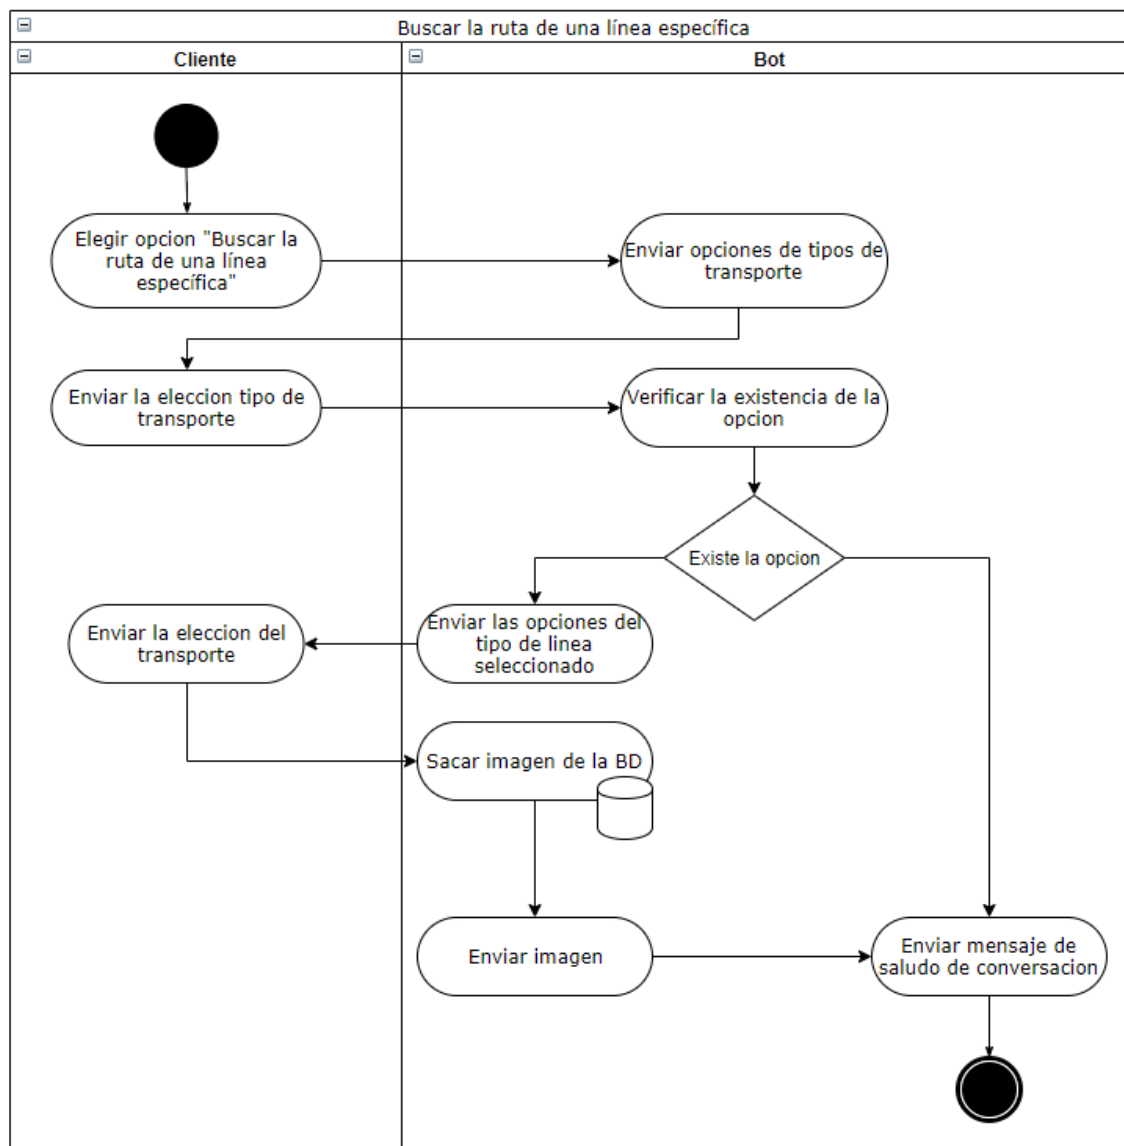 Buscar la ruta de una línea específica
Cliente
Bot
Elegir opcion "Buscar la
ruta de una línea
específica"
Enviar opciones de tipos de
transporte
Enviar la eleccion tipo de
transporte
Verificar la existencia de la
opcion
Existe la opcion
Enviar las opciones del
tipo de linea
seleccionado
Enviar la eleccion del
transporte
Sacar imagen de la BD
Enviar imagen
Enviar mensaje de
saludo de conversacion